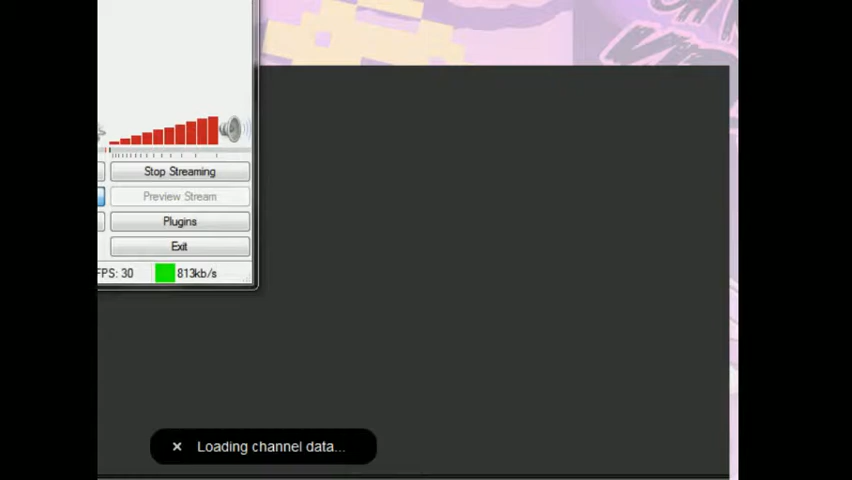 Stop Streaming
Preview Stream
Plugins
Exit
FPS: 30
813kb/s
Loading channel data...